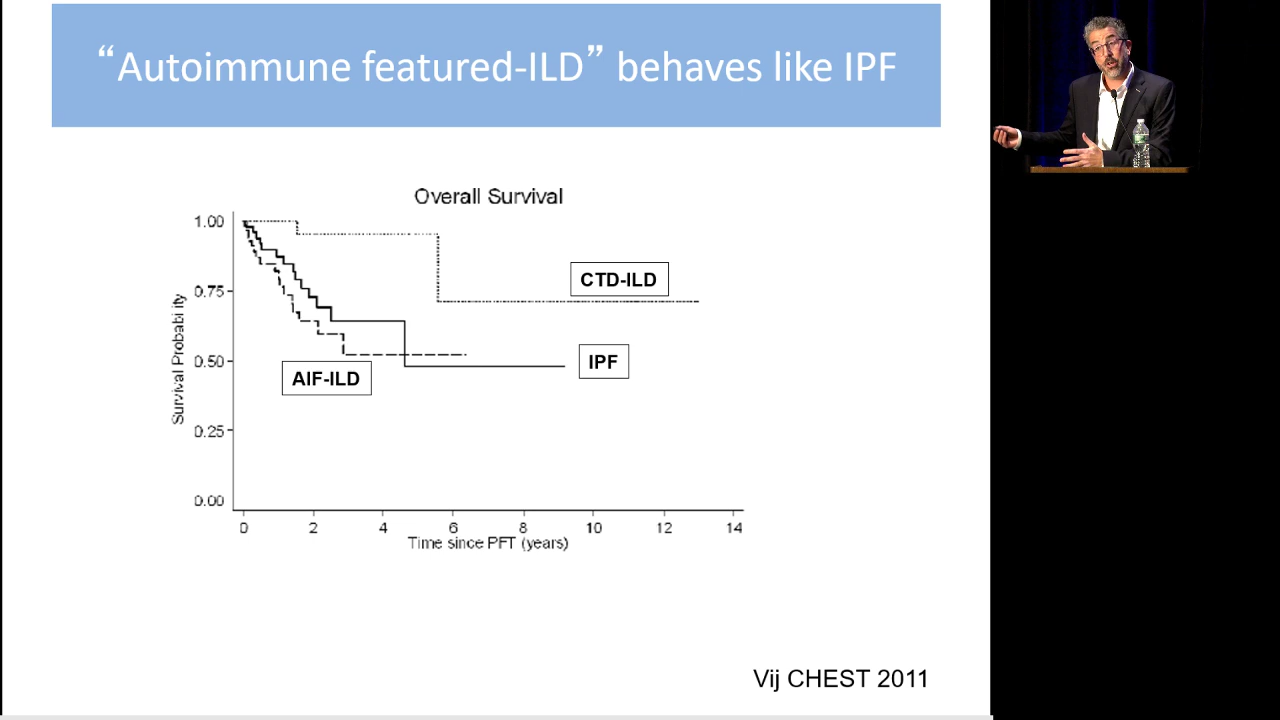 “Autoimmune featured-ILD” behaves like IPF
Overall Survival
1.00
0.75
0.50
0.25
0.00
Survival Probability
CTD-ILD
IPF
AIF-ILD
0 2 4 6 8 10 12 14
Time since PFT (years)
Vij CHEST 2011